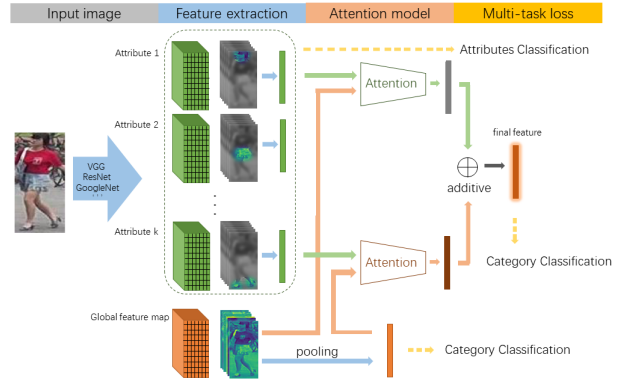 Input image
Feature extraction
Attention model
Multi-task loss
Attribute 1
Attributes Classification
Attention
Attribute 2
VGG
ResNet
GoogleNet
...
final feature
additive
Attribute k
Attention
Category Classification
Global feature map
pooling
Category Classification